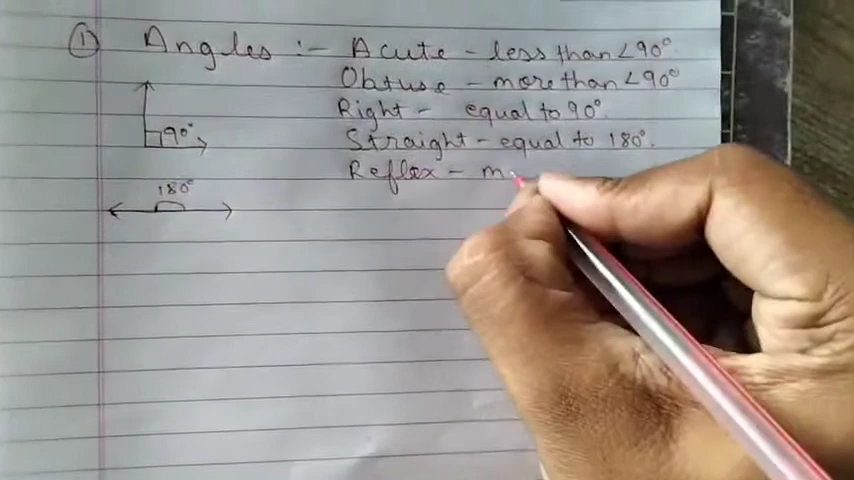 ① Angles :- Acute - less than <90°
Obtuse - more than <90°
Right - equal to 90°
Straight - equal to 180°.
Reflex - m
90°
180°